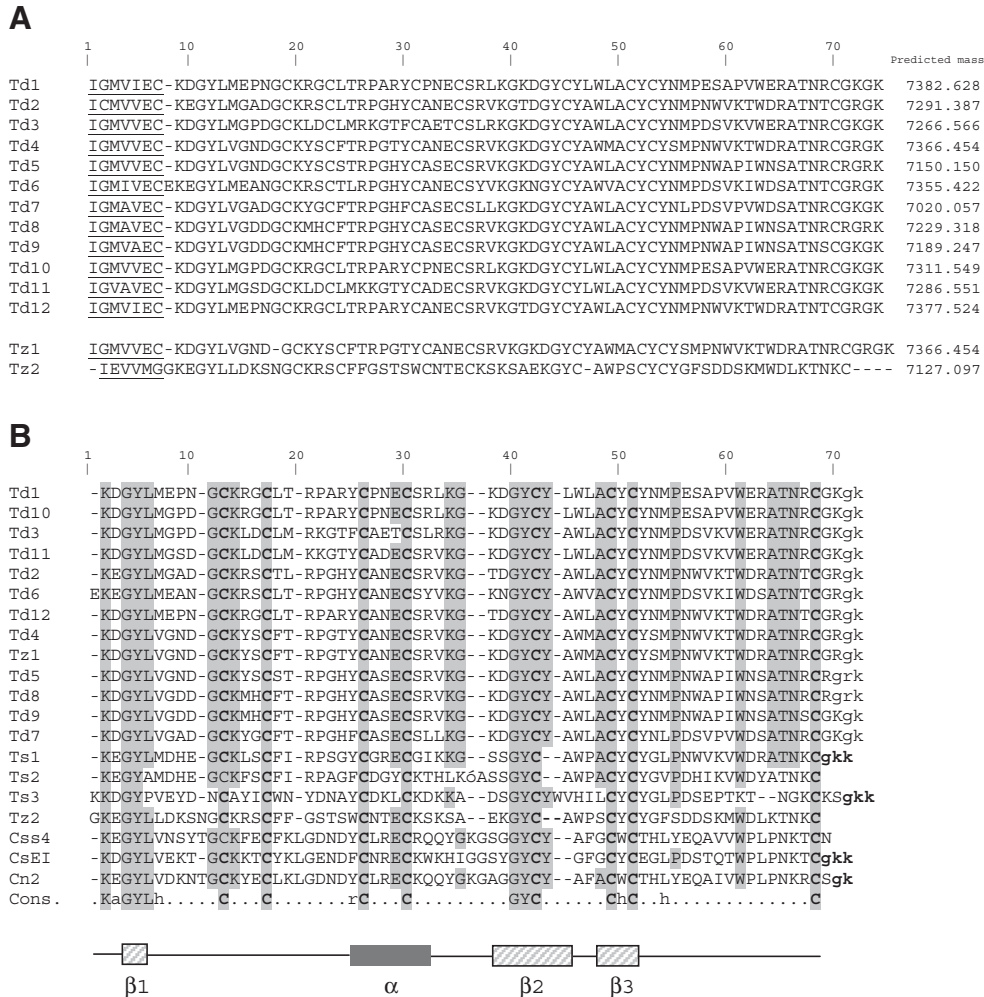 A
1 10 20 30 40 50 60 70
Predicted mass
Td1 IGMVIEC-KDGYLMEPNGCKRGCLTRPARYCPNECSRLKGKDGYCYLWLACYCYNMPESAPVWERATNRCGKGK 7382.628
Td2 ICMVVEC-KEGYLMGADGCKRSCLTRPGHYCANECSRVKGTDGYCYAWLACYCYNMPNWVKTWDRATNTCGRGK 7291.387
Td3 IGMVVEC-KDGYLMGPDGCKLDCLMRKGTFCAETCSLRKGKDGYCYAWLACYCYNMPDSVKVWERATNRCGKGK 7266.566
Td4 IGMVVEC-KDGYLVGNDGCKYSCFTRPGTYCANECSRVKGKDGYCYAWMACYCYSMPNWVKTWDRATNRCGRGK 7366.454
Td5 IGMVVEC-KDGYLVGNDGCKYSCSTRPGHYCASECSRVKGKDGYCYAWLACYCYNMPNWAPIWNSATNRCRGRK 7150.150
Td6 IGMIVECEKEGYLMEANGCKRSCTLRPGHYCANECSYVKGKNGYCYAWVACYCYNMPDSVKIWDSATNTCGRGK 7355.422
Td7 IGMAVEC-KDGYLVGADGCKYGCFTRPGHFCASECSLLKGKDGYCYAWLACYCYNLPDSVPVWDSATNRCGKGK 7020.057
Td8 IGMAVEC-KDGYLVGDDGCKMHCFTRPGHYCASECSRVKGKDGYCYAWLACYCYNMPNWAPIWNSATNRCRGRK 7229.318
Td9 IGMVAEC-KDGYLVGDDGCKMHCFTRPGHYCASECSRVKGKDGYCYAWLACYCYNMPNWAPIWNSATNSCGKGK 7189.247
Td10 IGMVVEC-KDGYLMGPDGCKRGCLTRPARYCPNECSRLKGKDGYCYLWLACYCYNMPESAPVWERATNRCGKGK 7311.549
Td11 IGVAVEC-KDGYLMGSDGCKLDCLMKKGTYCADECSRVKGKDGYCYAWLACYCYNMPDSVKVWERATNRCGKGK 7286.551
Td12 IGMVIEC-KDGYLMEPNGCKRGCLTRPARYCANECSRVKGTDGYCYAWLACYCYNMPNWVKTWDRATNTCGRGK 7377.524
Tz1 IGMVVEC-KDGYLVGND-GCKYSCFTRPGTYCANECSRVKGKDGYCYAWMACYCYSMPNWVKTWDRATNRCGRGK 7366.454
Tz2 -IEVVMGGKEGYLLDKSNGCKRSCFFGSTSWCNTECKSKSAEKGYC-AWPSCYCYGFSDDSKMWDLKTNKC---- 7127.097
B
1 10 20 30 40 50 60 70
Td1 -KDGYLMEPN-GCKRGCLT-RPARYCPNECSRLKG--KDGYCY-LWLACYCYNMPESAPVWERATNRCGKgk
Td10 -KDGYLMGPD-GCKRGCLT-RPARYCPNECSRLKG--KDGYCY-LWLACYCYNMPESAPVWERATNRCGKgk
Td3 -KDGYLMGPD-GCKLDCLM-RKGTFCAETCSLRKG--KDGYCY-AWLACYCYNMPDSVKVWERATNRCGKgk
Td11 -KDGYLMGSD-GCKLDCLM-KKGTYCADECSRVKG--KDGYCY-AWLACYCYNMPDSVKVWERATNRCGKgk
Td2 -KEGYLMGAD-GCKRSCTL-RPGHYCANECSRVKG--TDGYCY-AWLACYCYNMPNWVKTWDRATNTCGRgk
Td6 EKEGYLMEAN-GCKRSCLT-RPGHYCANECSYVKG--KNGYCY-AWVACYCYNMPDSVKIWDSATNTCGRgk
Td12 -KDGYLMEPN-GCKRGCLT-RPARYCANECSRVKG--TDGYCY-AWLACYCYNMPNWVKTWDRATNTCGRgk
Td4 -KDGYLVGND-GCKYSCFT-RPGTYCANECSRVKG--KDGYCY-AWMACYCYSMPNWVKTWDRATNRCGRgk
Tz1 -KDGYLVGND-GCKYSCFT-RPGTYCANECSRVKG--KDGYCY-AWMACYCYSMPNWVKTWDRATNRCGRgk
Td5 -KDGYLVGND-GCKYSCST-RPGHYCASECSRVKG--KDGYCY-AWLACYCYNMPNWAPIWNSATNRCRgrk
Td8 -KDGYLVGDD-GCKMHCFT-RPGHYCASECSRVKG--KDGYCY-AWLACYCYNMPNWAPIWNSATNRCRgrk
Td9 -KDGYLVGDD-GCKMHCFT-RPGHYCASECSRVKG--KDGYCY-AWLACYCYNMPNWAPIWNSATNSCGKgk
Td7 -KDGYLVGAD-GCKYGCFT-RPGHFCASECSLLKG--KDGYCY-AWLACYCYNLPDSVPVWDSATNRCGKgk
Ts1 -KEGYLMDHE-GCKLSCFI-RPSGYCGRECGIKKG--SSGYC--AWPACYCYGLPNWVKVWDRATNKCgkk
Ts2 -KEGYAMDHE-GCKFSCFI-RPAGFCDGYCKTHLKóASSGYC--AWPACYCYGVPDHIKVWDYATNKC
Ts3 KKDGYPVEYD-NCAYICWN-YDNAYCDKLCKDKKA--DSGYCYWVHILCYCYGLPDSEPTKT--NGKCKSgkk
Tz2 GKEGYLLDKSNGCKRSCFF-GSTSWCNTECKSKSA--EKGYC--AWPSCYCYGFSDDSKMWDLKTNKC
Css4 -KEGYLVNSYTGCKFECFKLGDNDYCLRECRQQYGKGSGGYCY--AFGCWCTHLYEQAVVWPLPNKTCN
CsEI -KDGYLVEKT-GCKKTCYKLGENDFCNRECKWKHIGGSYGYCY--GFGCYCEGLPDSTQTWPLPNKTCgkk
Cn2 -KEGYLVDKNTGCKYECLKLGDNDYCLRECKQQYGKGAGGYCY--AFACWCTHLYEQAIVWPLPNKRCSgk
Cons. .KaGYLh.....C...C.......rC...C.........GYC......ChC..h..............C
β1 α β2 β3